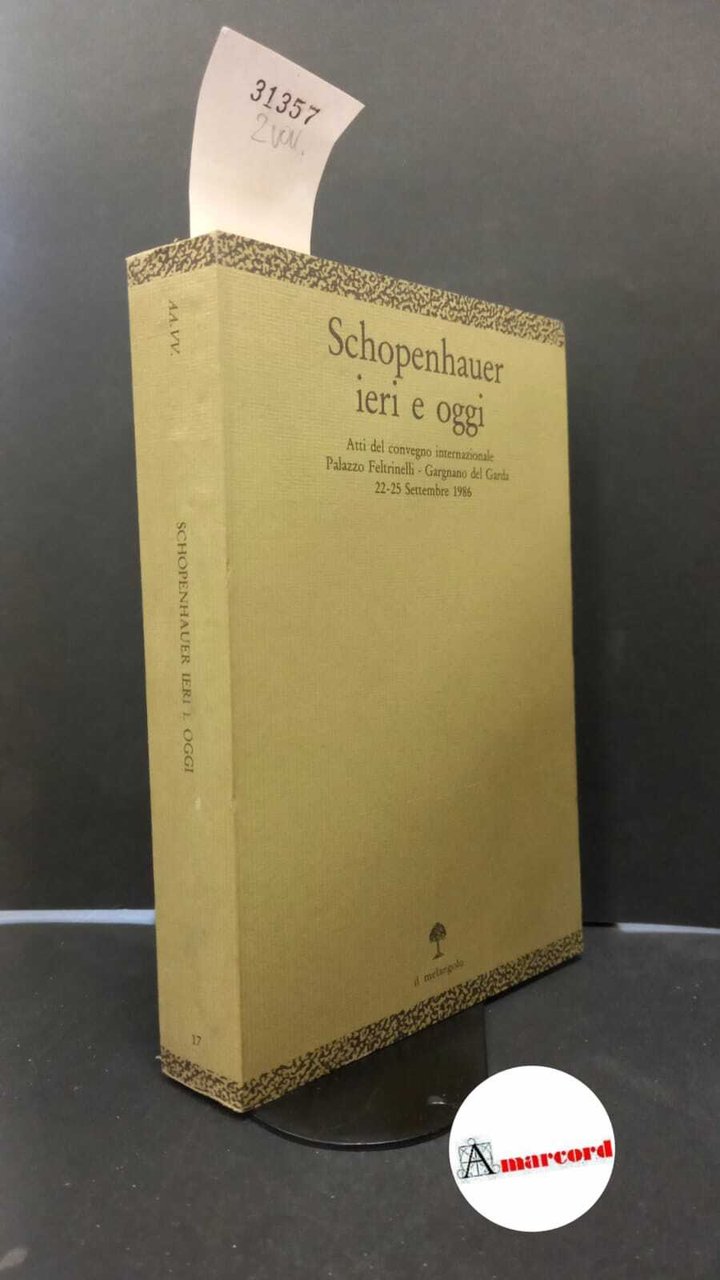 31357
2 vv.
AA.VV.
SCHOPENHAUER IERI E OGGI
17
Schopenhauer
ieri e oggi
Atti del convegno internazionale
Palazzo Feltrinelli - Gargnano del Garda
22-25 Settembre 1986
il melangolo
Amarcord